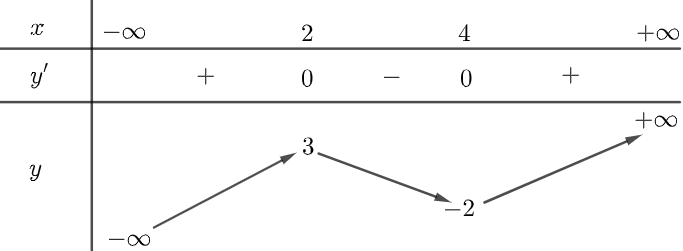 x −∞ 2 4 +∞
y′ + 0 − 0 +
+∞
3
y
−2
−∞